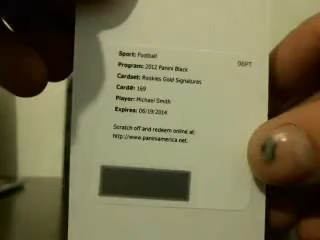 Sport: Football
06PT
Program: 2012 Panini Black
Cardset: Rookies Gold Signatures
Card#: 169
Player: Michael Smith
Expires: 06/19/2014
Scratch off and redeem online at:
http://www.paniniamerica.net.